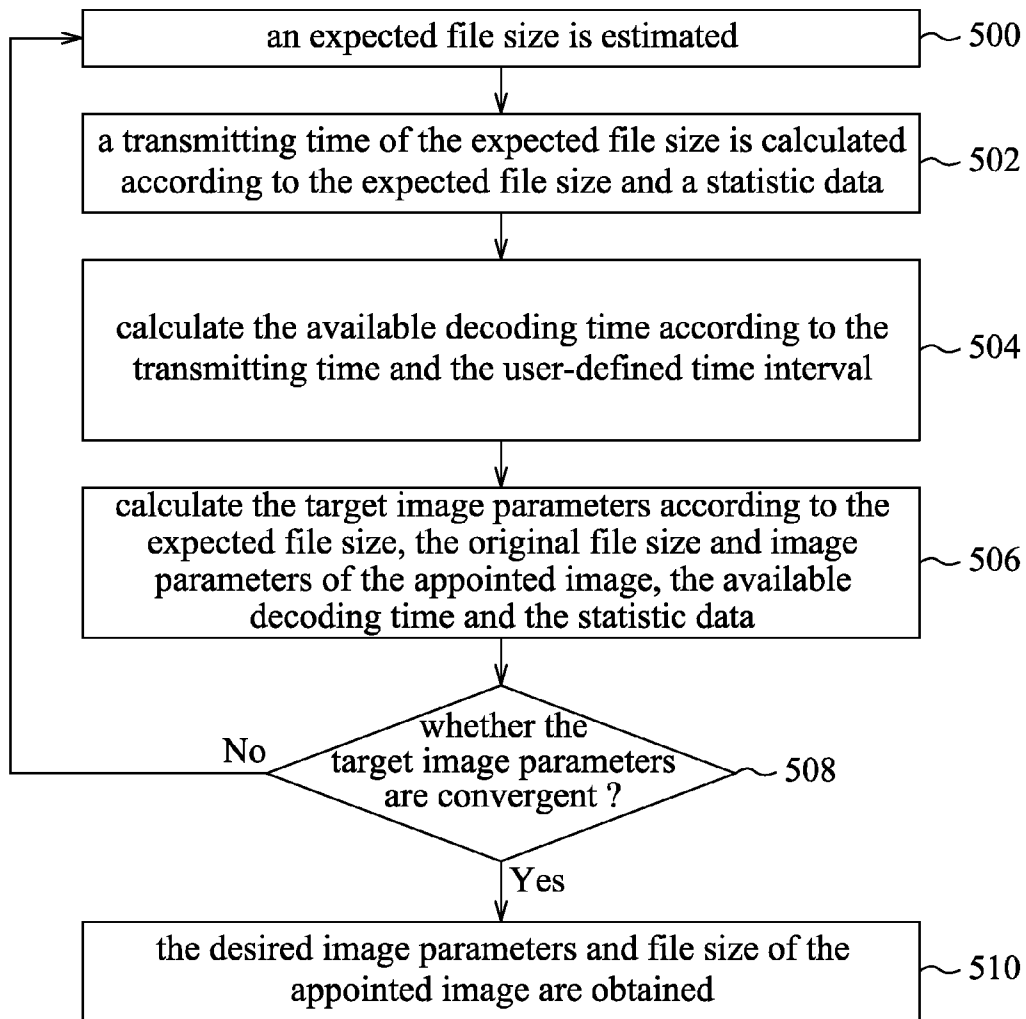 an expected file size is estimated
500
a transmitting time of the expected file size is calculated
according to the expected file size and a statistic data
502
calculate the available decoding time according to the
transmitting time and the user-defined time interval
504
calculate the target image parameters according to the
expected file size, the original file size and image
parameters of the appointed image, the available
decoding time and the statistic data
506
whether the
target image parameters
are convergent ?
508
No
Yes
the desired image parameters and file size of the
appointed image are obtained
510